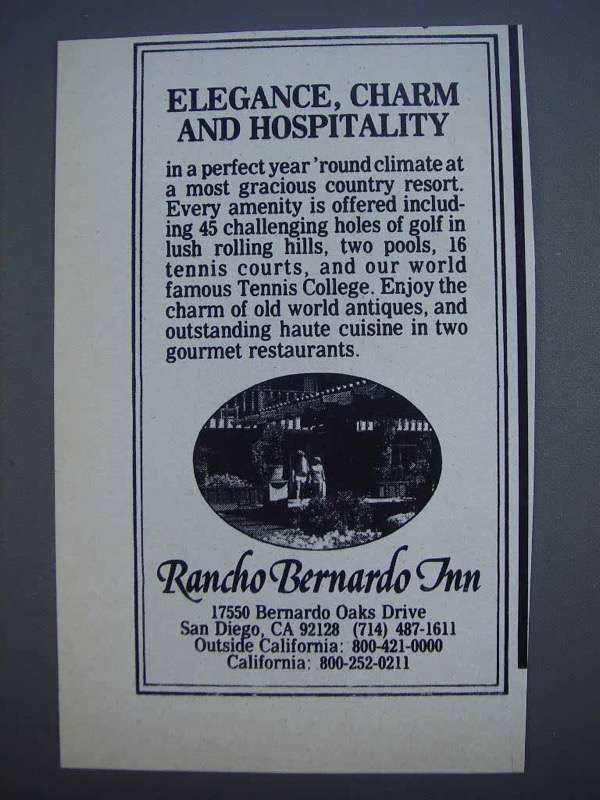 ELEGANCE, CHARM
AND HOSPITALITY
in a perfect year 'round climate at
a most gracious country resort.
Every amenity is offered includ-
ing 45 challenging holes of golf in
lush rolling hills, two pools, 16
tennis courts, and our world
famous Tennis College. Enjoy the
charm of old world antiques, and
outstanding haute cuisine in two
gourmet restaurants.
Rancho Bernardo Inn
17550 Bernardo Oaks Drive
San Diego, CA 92128 (714) 487-1611
Outside California: 800-421-0000
California: 800-252-0211